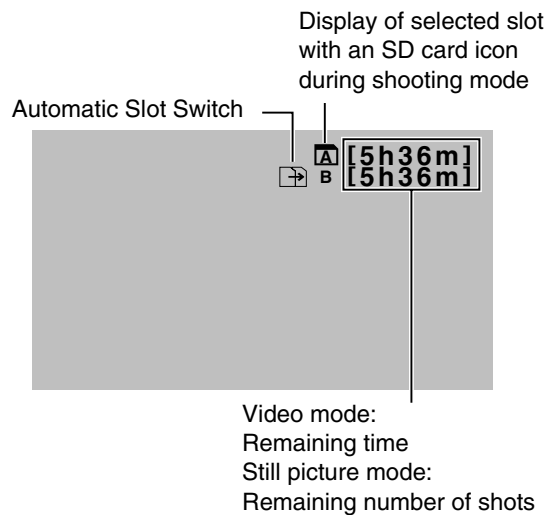 Display of selected slot
with an SD card icon
during shooting mode
Automatic Slot Switch
A [5h36m]
B [5h36m]
Video mode:
Remaining time
Still picture mode:
Remaining number of shots